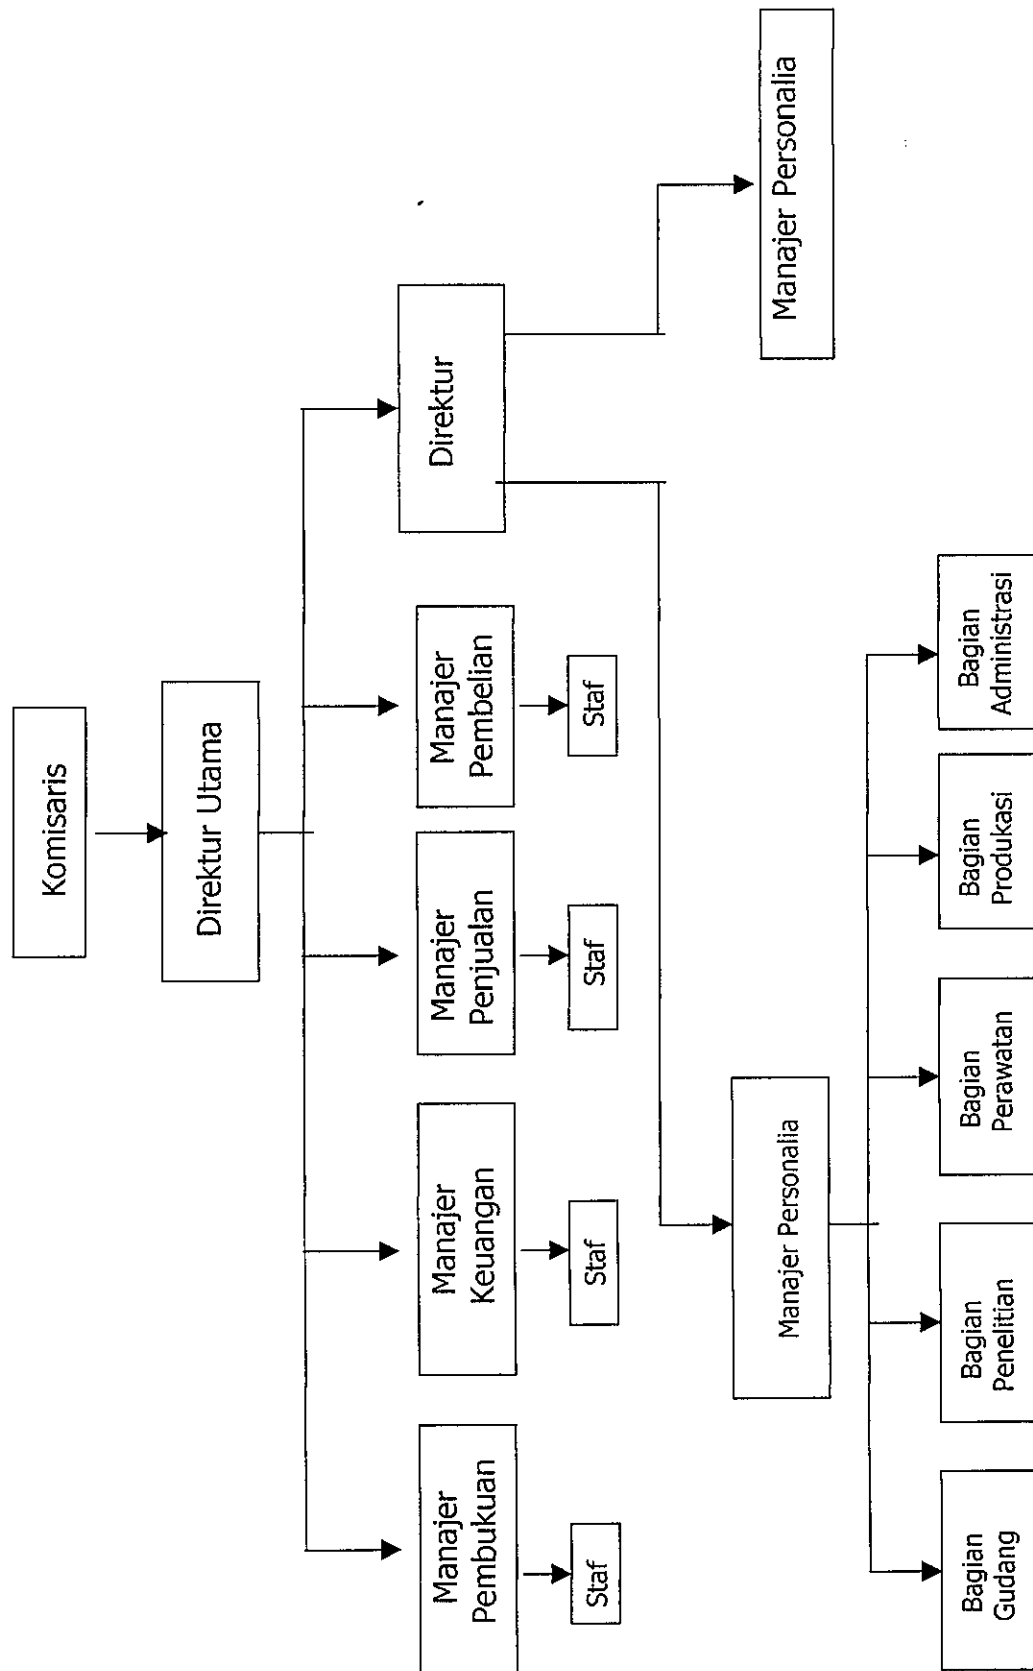 Komisaris
Direktur Utama
Manajer
Pembukuan
Manajer
Keuangan
Manajer
Penjualan
Manajer
Pembelian
Direktur
Staf
Staf
Staf
Staf
Manajer Personalia
Manajer Personalia
Bagian
Gudang
Bagian
Penelitian
Bagian
Perawatan
Bagian
Produkasi
Bagian
Administrasi